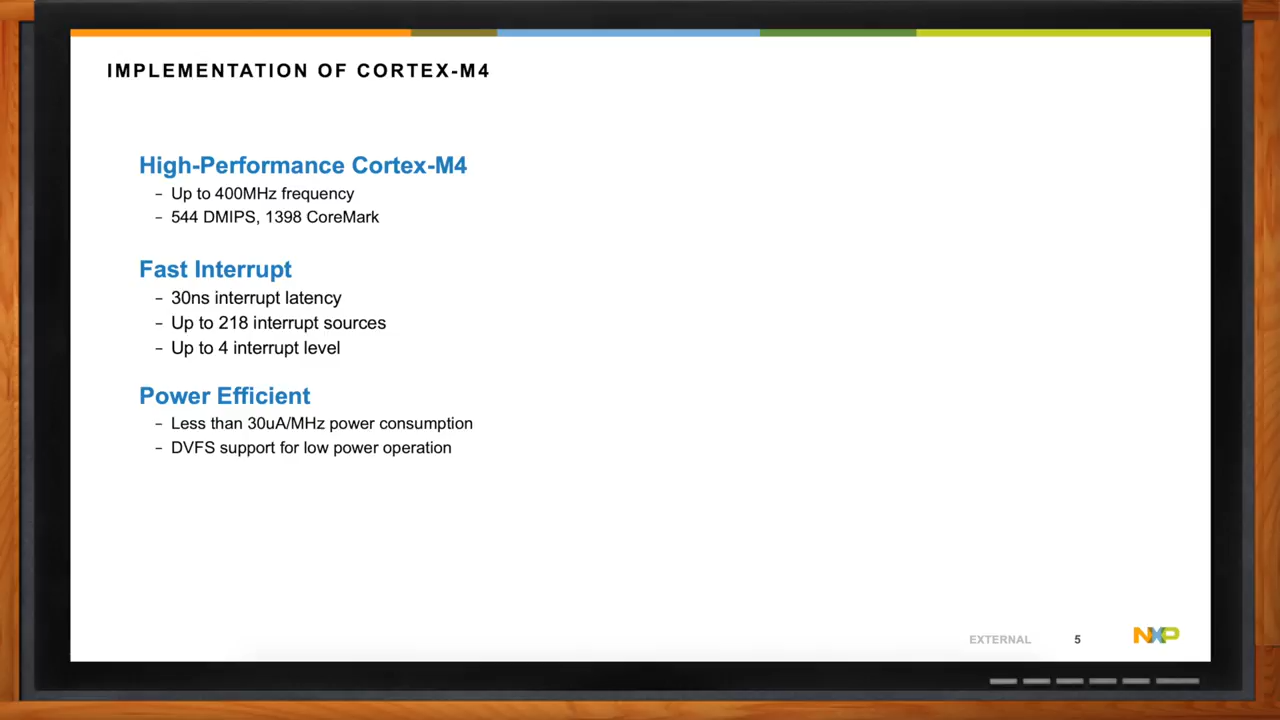 IMPLEMENTATION OF CORTEX-M4
High-Performance Cortex-M4
– Up to 400MHz frequency
– 544 DMIPS, 1398 CoreMark
Fast Interrupt
– 30ns interrupt latency
– Up to 218 interrupt sources
– Up to 4 interrupt level
Power Efficient
– Less than 30uA/MHz power consumption
– DVFS support for low power operation
EXTERNAL 5 NXP